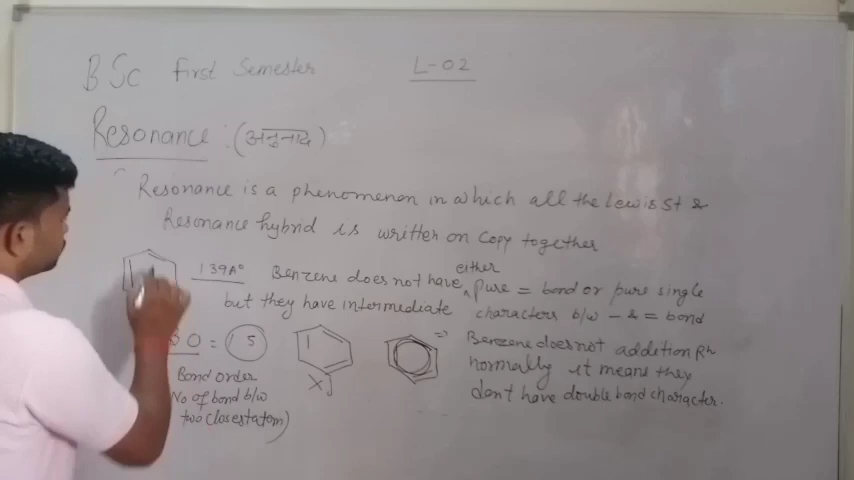 BSc First Semester L-02
Resonance : (अनुनाद)
Resonance is a phenomenon in which all the Lewis St &
Resonance hybrid is writter on copy together
139A° Benzene does not have either pure = bond or pure single
but they have intermediate characters b/w - & = bond
BO = 1 5
Bond order
No of bond b/w
two closest atom)
X
Benzene does not addition Rn
normally it means they
don't have double bond character.